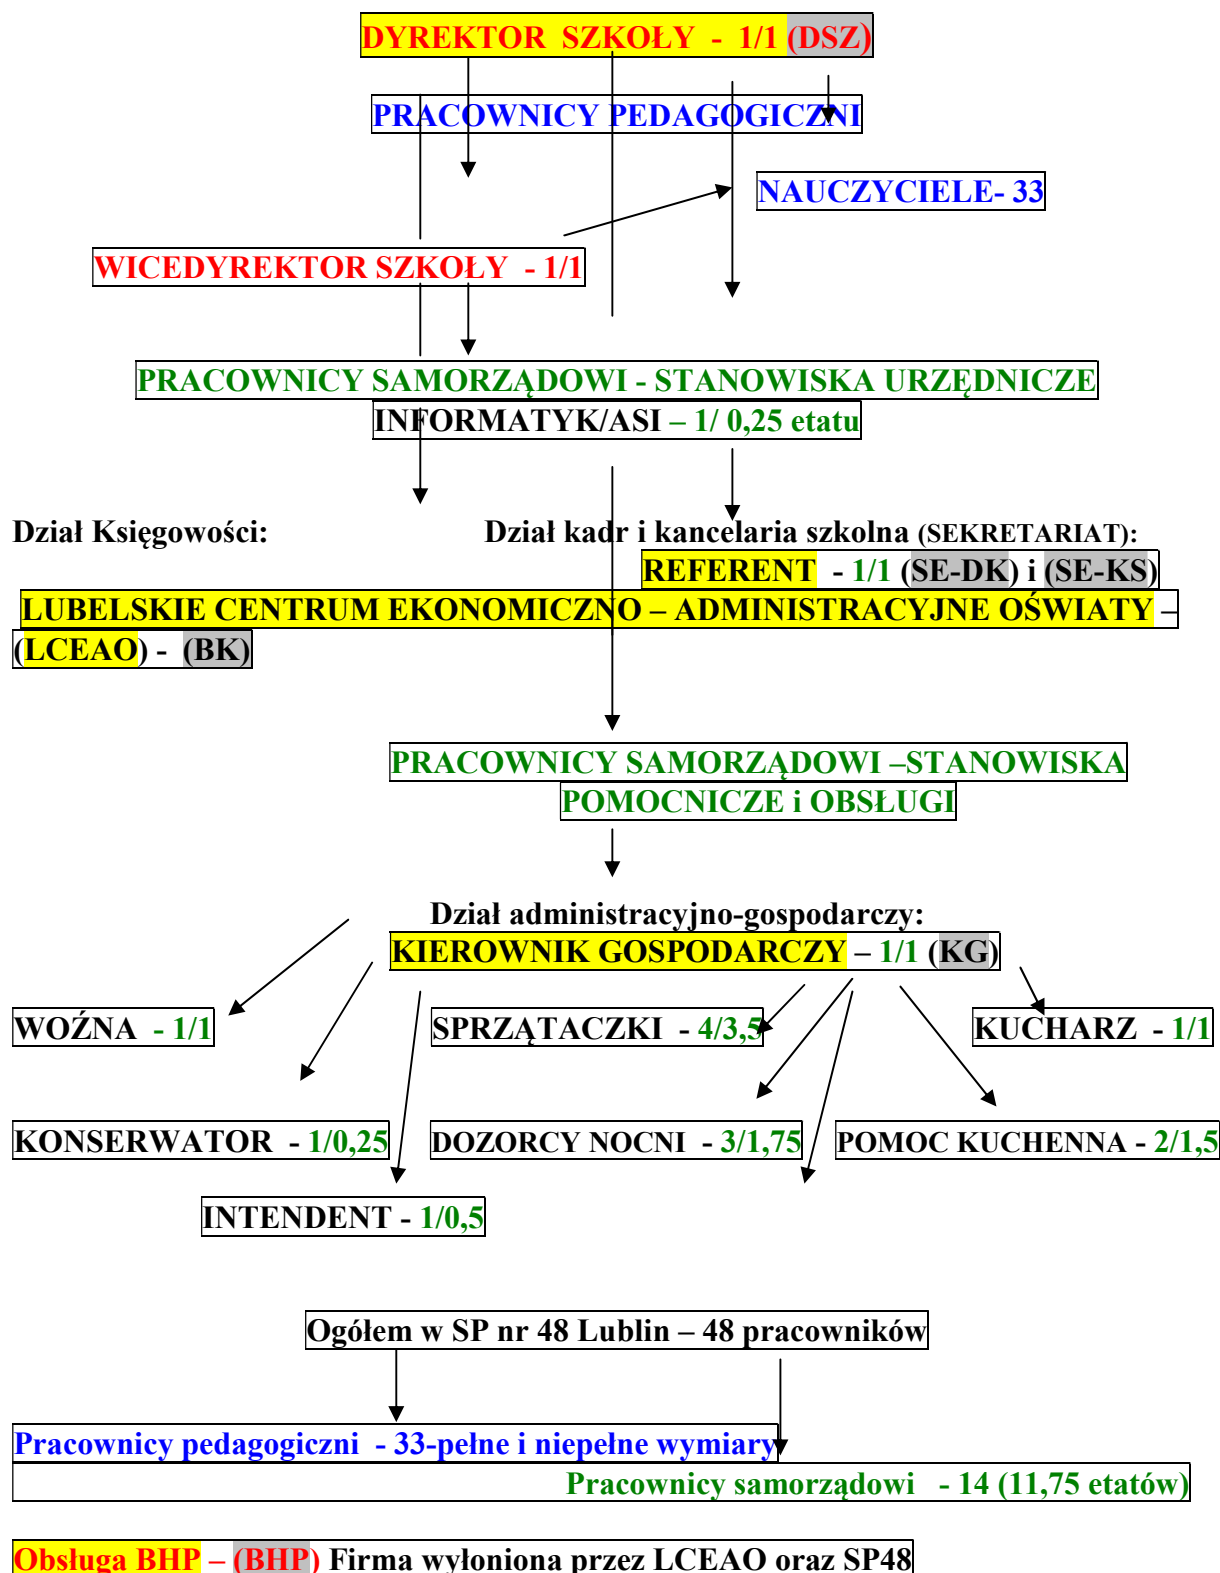 DYREKTOR SZKOŁY - 1/1 (DSZ)
PRACOWNICY PEDAGOGICZNI
NAUCZYCIELE- 33
WICEDYREKTOR SZKOŁY - 1/1
PRACOWNICY SAMORZĄDOWI - STANOWISKA URZĘDNICZE
INFORMATYK/ASI – 1/ 0,25 etatu
Dział Księgowości: Dział kadr i kancelaria szkolna (SEKRETARIAT):
REFERENT - 1/1 (SE-DK) i (SE-KS)
LUBELSKIE CENTRUM EKONOMICZNO – ADMINISTRACYJNE OŚWIATY –
(LCEAO) - (BK)
PRACOWNICY SAMORZĄDOWI –STANOWISKA
POMOCNICZE i OBSŁUGI
Dział administracyjno-gospodarczy:
KIEROWNIK GOSPODARCZY – 1/1 (KG)
WOŹNA - 1/1 SPRZĄTACZKI - 4/3,5 KUCHARZ - 1/1
KONSERWATOR - 1/0,25 DOZORCY NOCNI - 3/1,75 POMOC KUCHENNA - 2/1,5
INTENDENT - 1/0,5
Ogółem w SP nr 48 Lublin – 48 pracowników
Pracownicy pedagogiczni - 33-pełne i niepełne wymiary
Pracownicy samorządowi - 14 (11,75 etatów)
Obsługa BHP – (BHP) Firma wyłoniona przez LCEAO oraz SP48